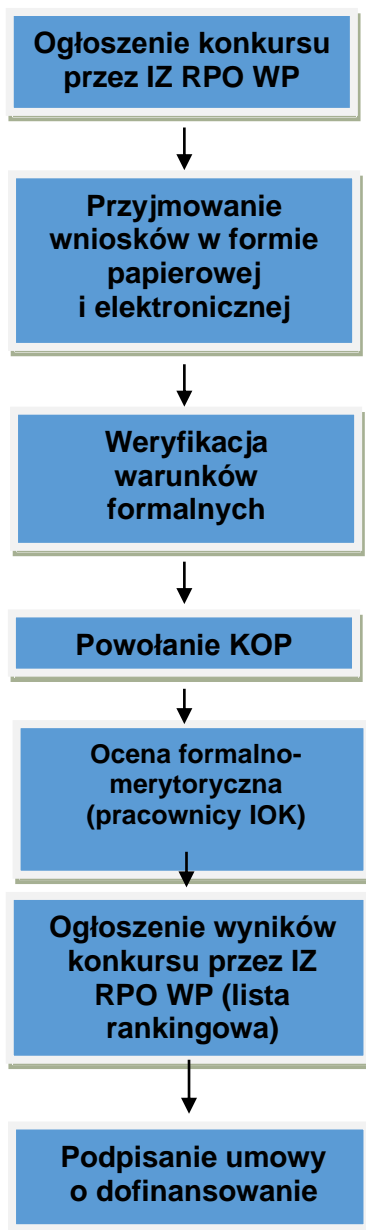 Ogłoszenie konkursu
przez IZ RPO WP
Przyjmowanie
wniosków w formie
papierowej
i elektronicznej
Weryfikacja
warunków
formalnych
Powołanie KOP
Ocena formalno-
merytoryczna
(pracownicy IOK)
Ogłoszenie wyników
konkursu przez IZ
RPO WP (lista
rankingowa)
Podpisanie umowy
o dofinansowanie